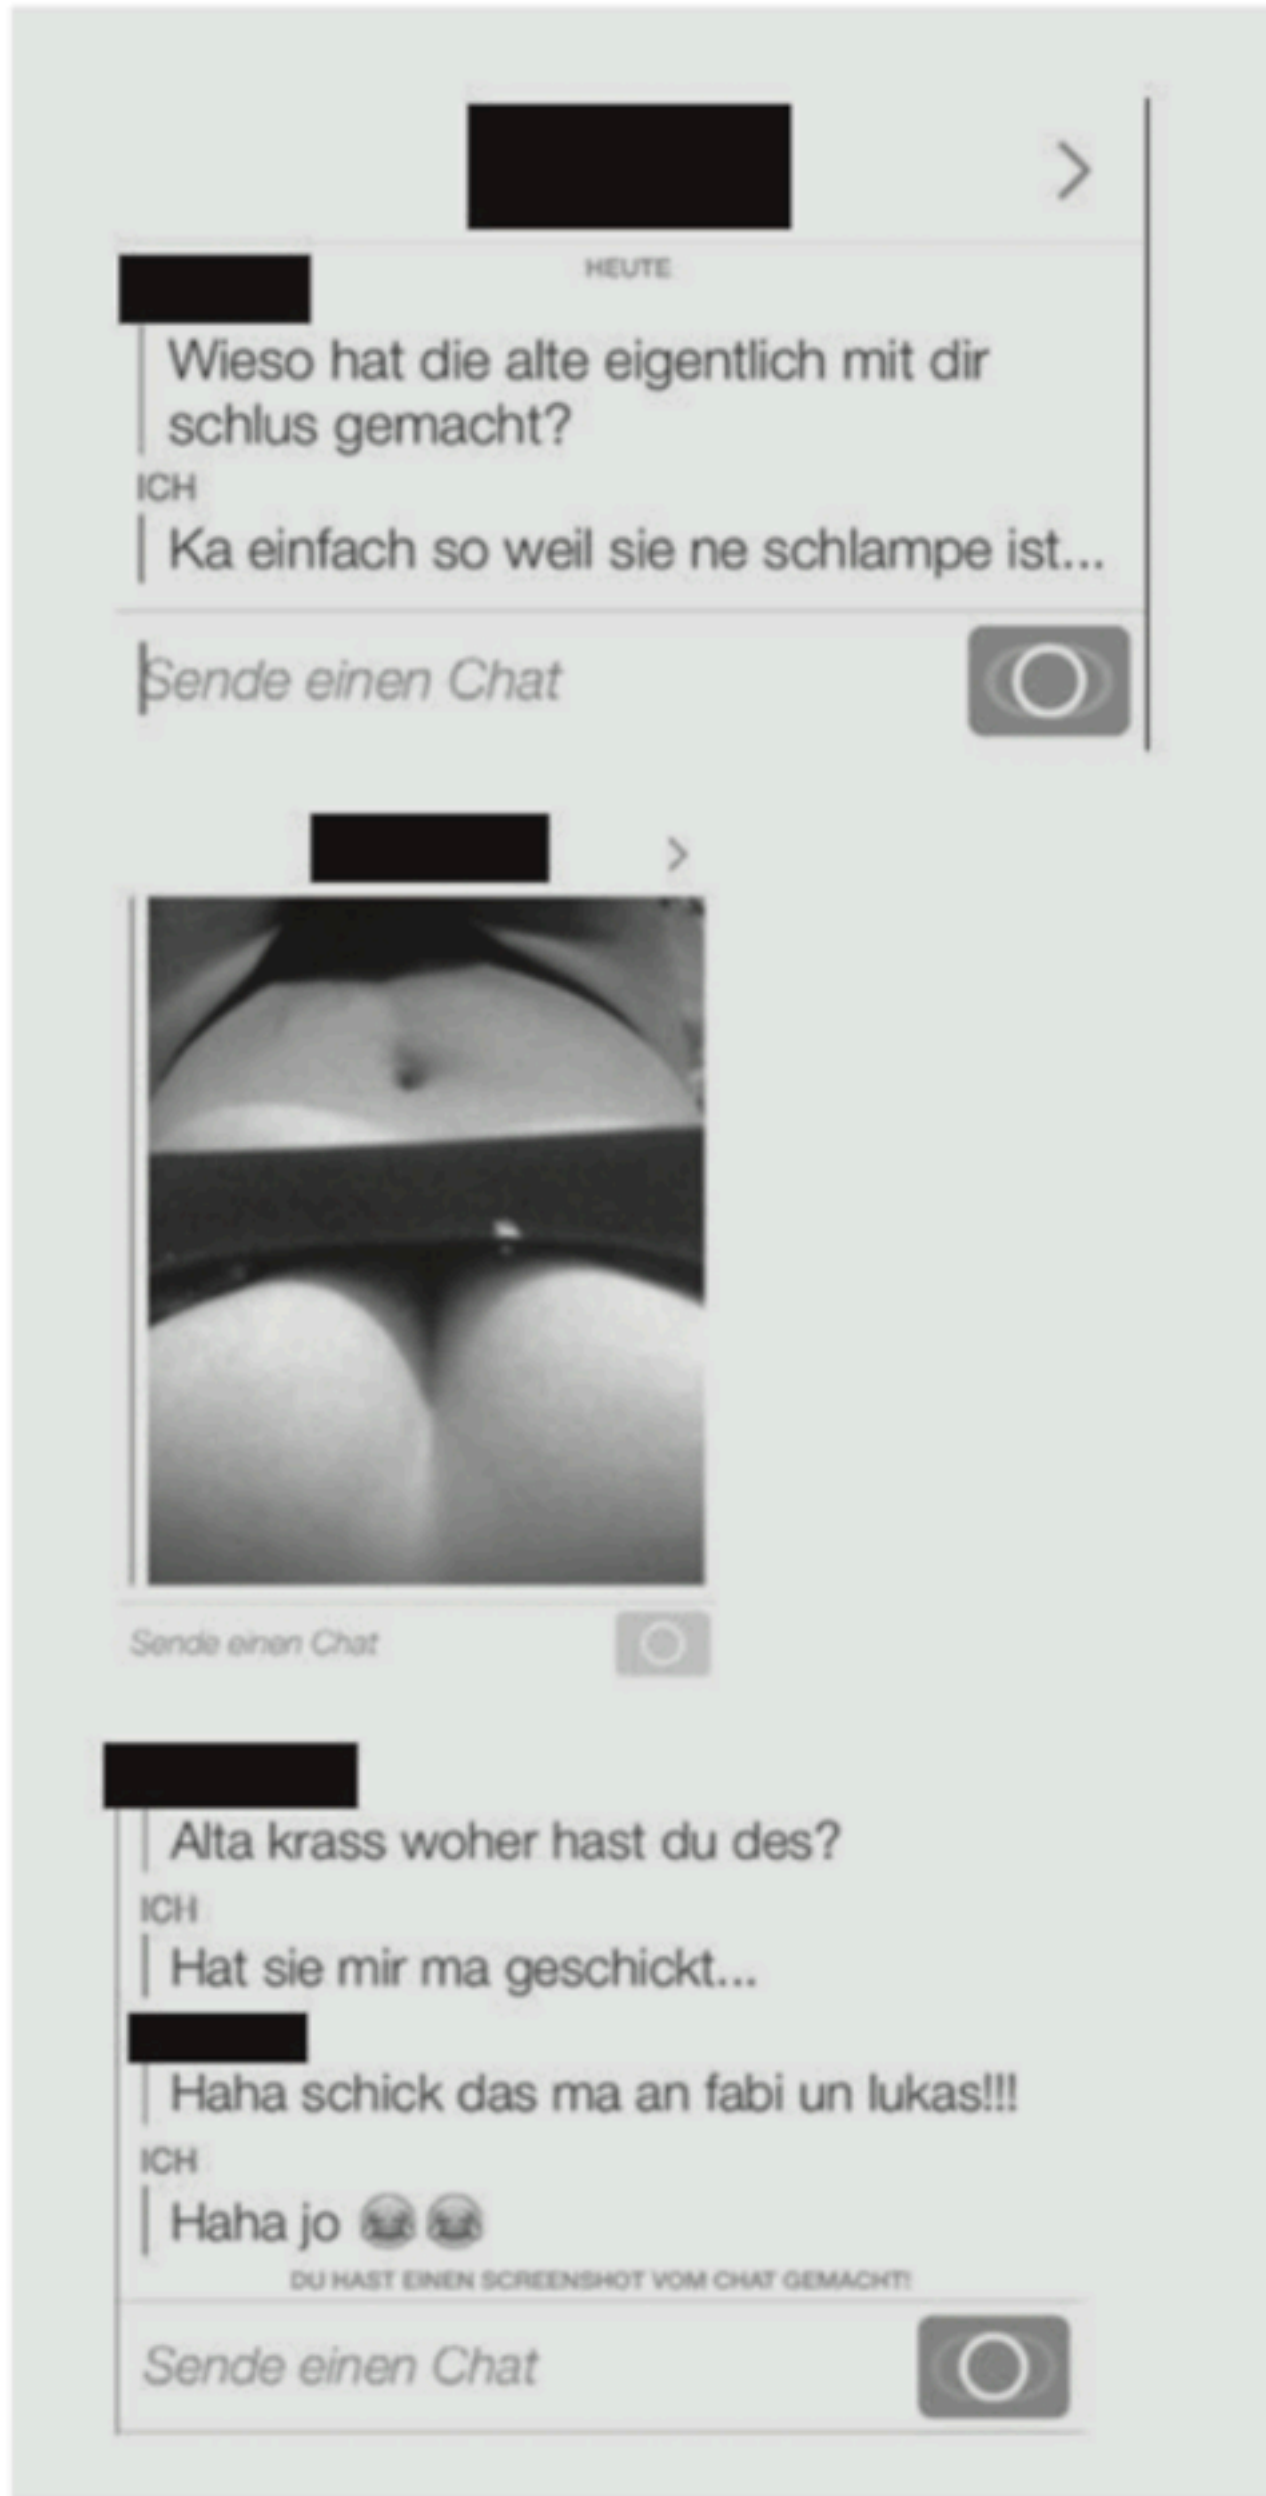 HEUTE
Wieso hat die alte eigentlich mit dir
schlus gemacht?
ICH
Ka einfach so weil sie ne schlampe ist...
Sende einen Chat
Sende einen Chat
Alta krass woher hast du des?
ICH
Hat sie mir ma geschickt...
Haha schick das ma an fabi un lukas!!!
ICH
Haha jo 😂😂
DU HAST EINEN SCREENSHOT VOM CHAT GEMACHT!
Sende einen Chat